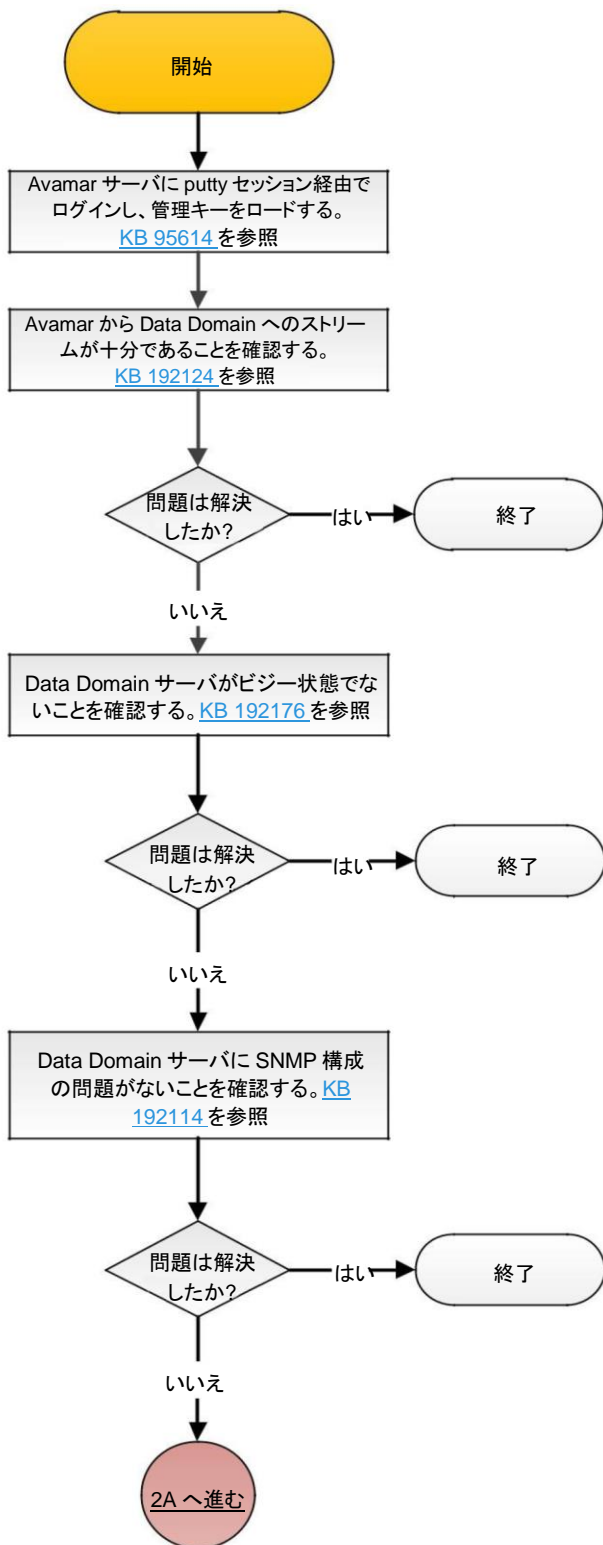 開始
Avamar サーバに putty セッション経由で
ログインし、管理キーをロードする。
KB 95614 を参照
Avamar から Data Domain へのストリー
ムが十分であることを確認する。
KB 192124 を参照
問題は解決
したか?
はい
終了
いいえ
Data Domain サーバがビジー状態でな
いことを確認する。KB 192176 を参照
問題は解決
したか?
はい
終了
いいえ
Data Domain サーバに SNMP 構成
の問題がないことを確認する。KB
192114 を参照
問題は解決
したか?
はい
終了
いいえ
2A へ進む